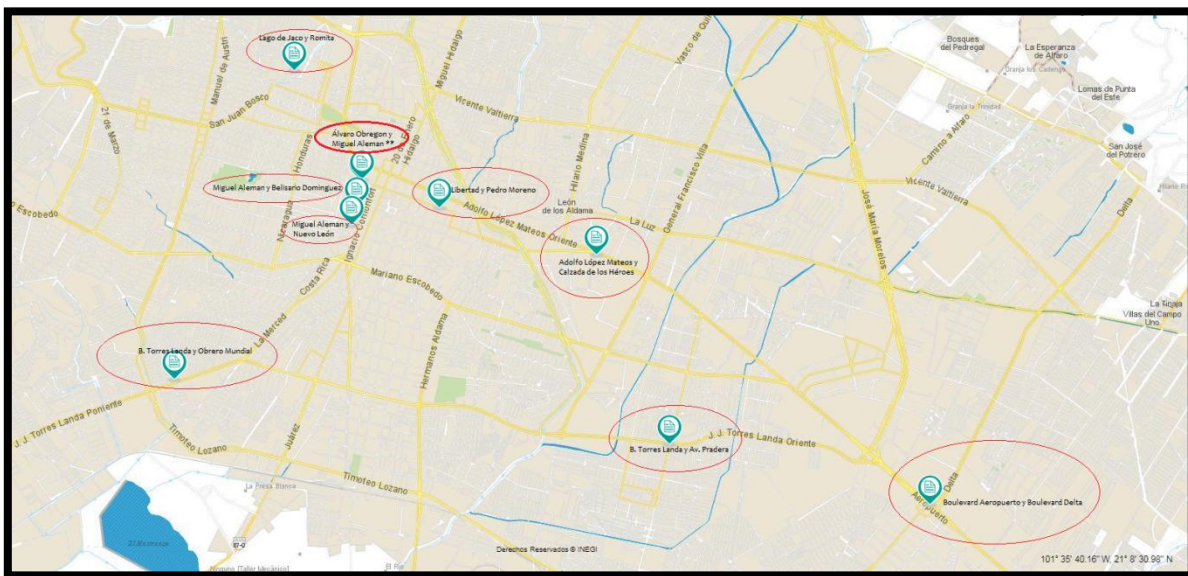 Lago de Jaco y Romita
Manuel de Austri
Miguel Hidalgo
Vasco de Qui
Bosques
del Pedregal
La Esperanza
de Alfaro
Lomas de Punta
del Este
Granja la Trinidad
San José
del Potrero
21 de Marzo
San Juan Bosco
Honduras
Álvaro Obregon y
Miguel Aleman **
20 de Enero
Hidalgo
Vicente Valtierra
Hilario Medina
General Francisco Villa
Camino a Alfaro
José María Morelos
Vicente Valtierra
Delta
Miguel Aleman y Belisario Dominguez
Libertad y Pedro Moreno
o Escobedo
Nicaragua
Miguel Aleman y
Nuevo León
Ignacio Comonfort
Adolfo López Mateos Oriente
León
de los Aldama
La Luz
Adolfo López Mateos y
Calzada de los Héroes
Costa Rica
Mariano Escobedo
Villas del Campo
Uno
B. Torres Landa y Obrero Mundial
La Merced
Hermanos Aldama
J. J. Torres Landa Poniente
Timoteo Lozano
Juárez
B. Torres Landa y Av. Pradera
J. J. Torres Landa Oriente
Timoteo Lozano
Delta
Aeropuerto
Boulevard Aeropuerto y Boulevard Delta
La Presa Blanca
Derechos Reservados © INEGI
101° 35' 40.16" W, 21° 8' 30.98" N